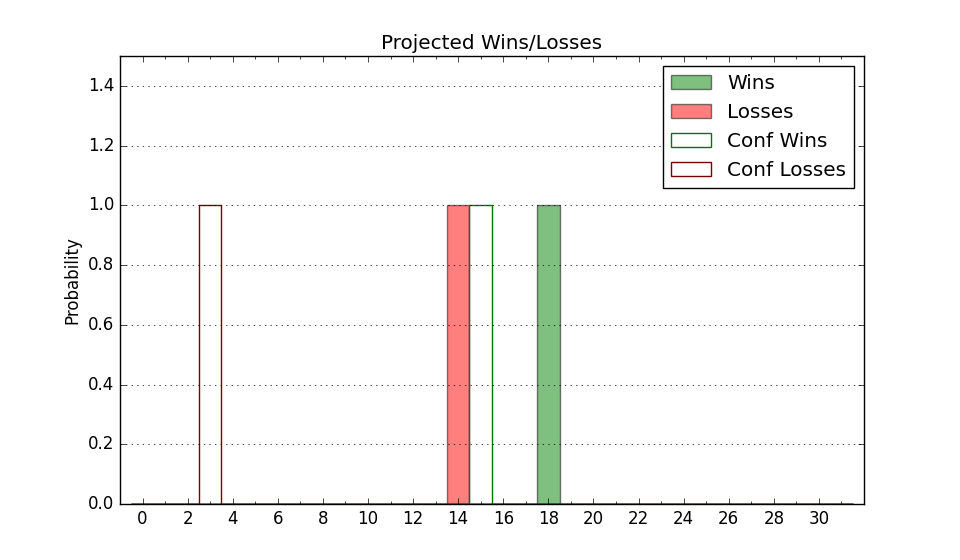 Projected Wins/Losses
Probability
1.4
1.2
1.0
0.8
0.6
0.4
0.2
0.0
0 2 4 6 8 10 12 14 16 18 20 22 24 26 28 30
Wins
Losses
Conf Wins
Conf Losses